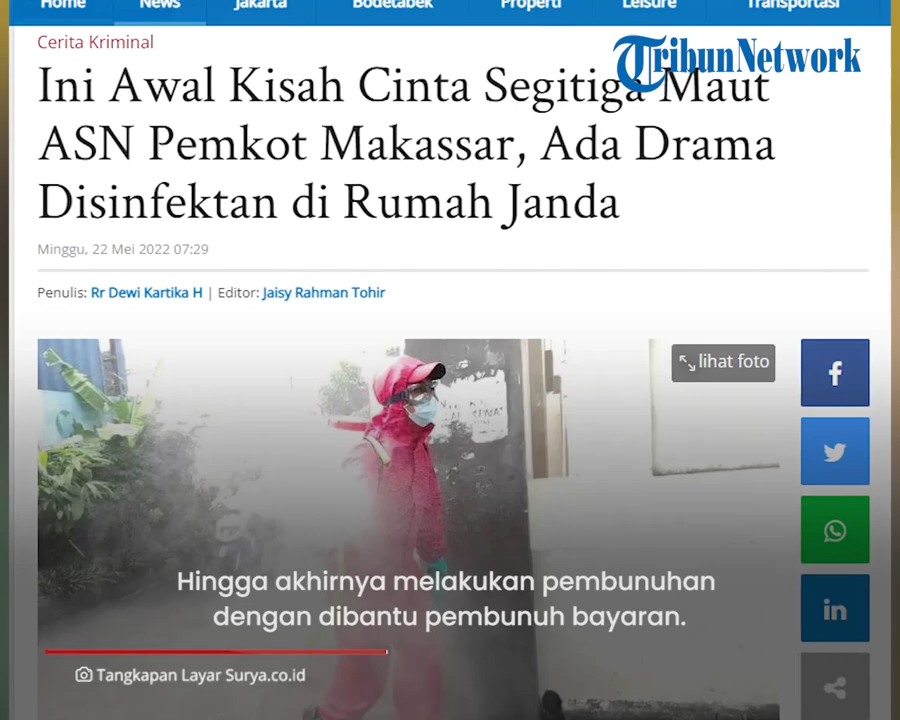 Home News Jakarta Bodetabek Properti Leisure Transportasi
Cerita Kriminal
TribunNetwork
Ini Awal Kisah Cinta Segitiga Maut
ASN Pemkot Makassar, Ada Drama
Disinfektan di Rumah Janda
Minggu, 22 Mei 2022 07:29
Penulis: Rr Dewi Kartika H | Editor: Jaisy Rahman Tohir
lihat foto
Hingga akhirnya melakukan pembunuhan
dengan dibantu pembunuh bayaran.
Tangkapan Layar Surya.co.id